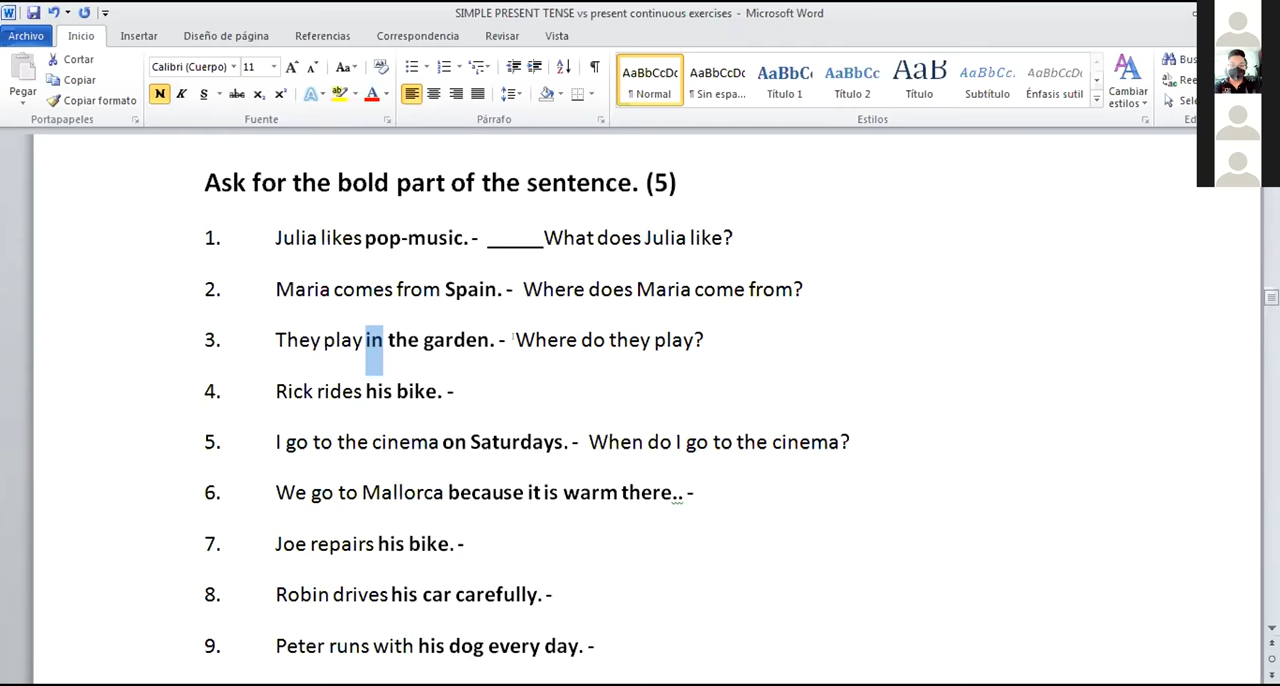 SIMPLE PRESENT TENSE vs present continuous exercises - Microsoft Word
Archivo Inicio Insertar Diseño de página Referencias Correspondencia Revisar Vista
Pegar
Cortar
Copiar
Copiar formato
Portapapeles
Calibri (Cuerpo) 11
Fuente
Párrafo
AaBbCcDc AaBbCcDc AaBbC AaBbCc AaB AaBbCc. AaBbCcDc
¶ Normal ¶ Sin espa... Título 1 Título 2 Título Subtítulo Énfasis sutil
Cambiar estilos
Estilos
Ask for the bold part of the sentence. (5)
1. Julia likes pop-music. - ______What does Julia like?
2. Maria comes from Spain. - Where does Maria come from?
3. They play in the garden. - Where do they play?
4. Rick rides his bike. -
5. I go to the cinema on Saturdays. - When do I go to the cinema?
6. We go to Mallorca because it is warm there.. -
7. Joe repairs his bike. -
8. Robin drives his car carefully. -
9. Peter runs with his dog every day. -